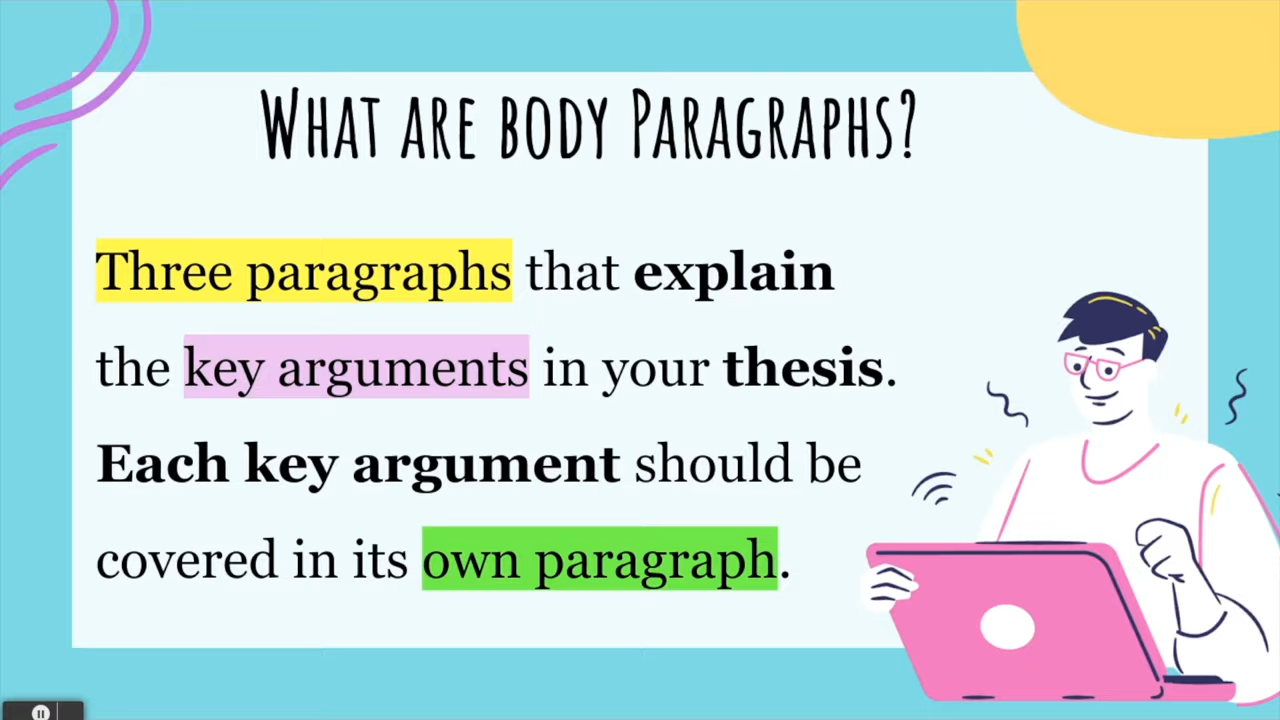 What are body Paragraphs?
Three paragraphs that explain
the key arguments in your thesis.
Each key argument should be
covered in its own paragraph.